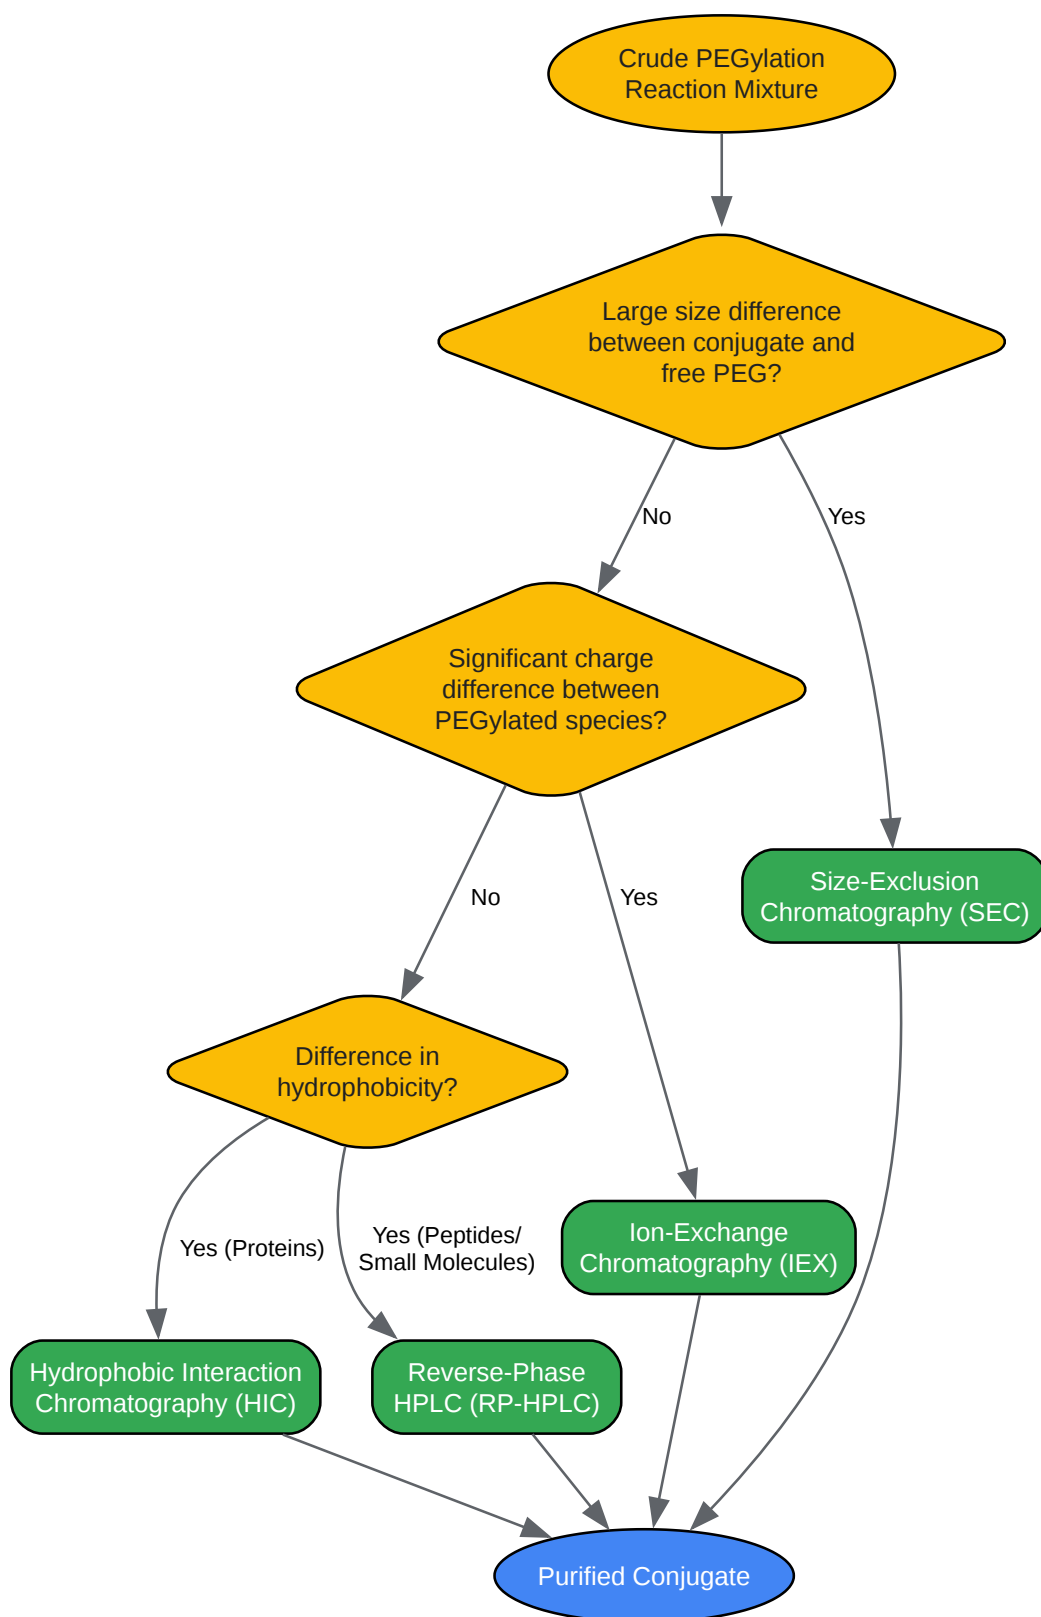 Crude PEGylation
Reaction Mixture
Large size difference
between conjugate and
free PEG?
No
Yes
Significant charge
difference between
PEGylated species?
Size-Exclusion
Chromatography (SEC)
No
Yes
Difference in
hydrophobicity?
Yes (Proteins)
Yes (Peptides/
Small Molecules)
Ion-Exchange
Chromatography (IEX)
Hydrophobic Interaction
Chromatography (HIC)
Reverse-Phase
HPLC (RP-HPLC)
Purified Conjugate